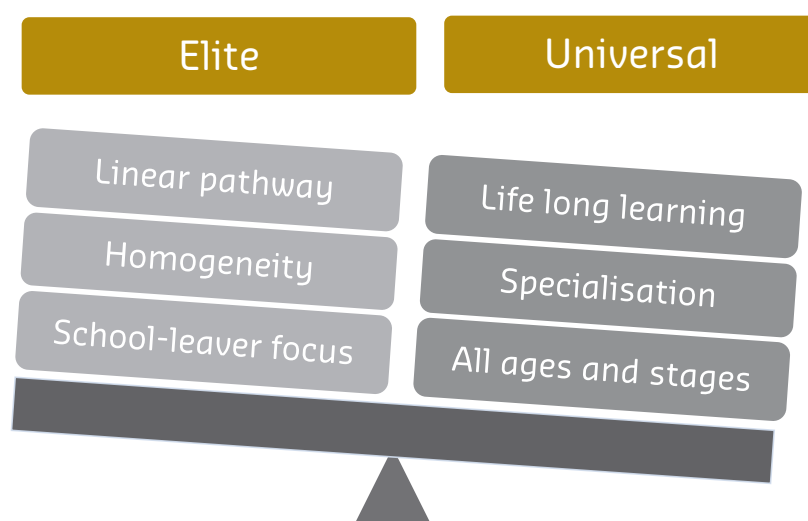 Elite
Universal
Linear pathway
Homogeneity
School-leaver focus
Life long learning
Specialisation
All ages and stages